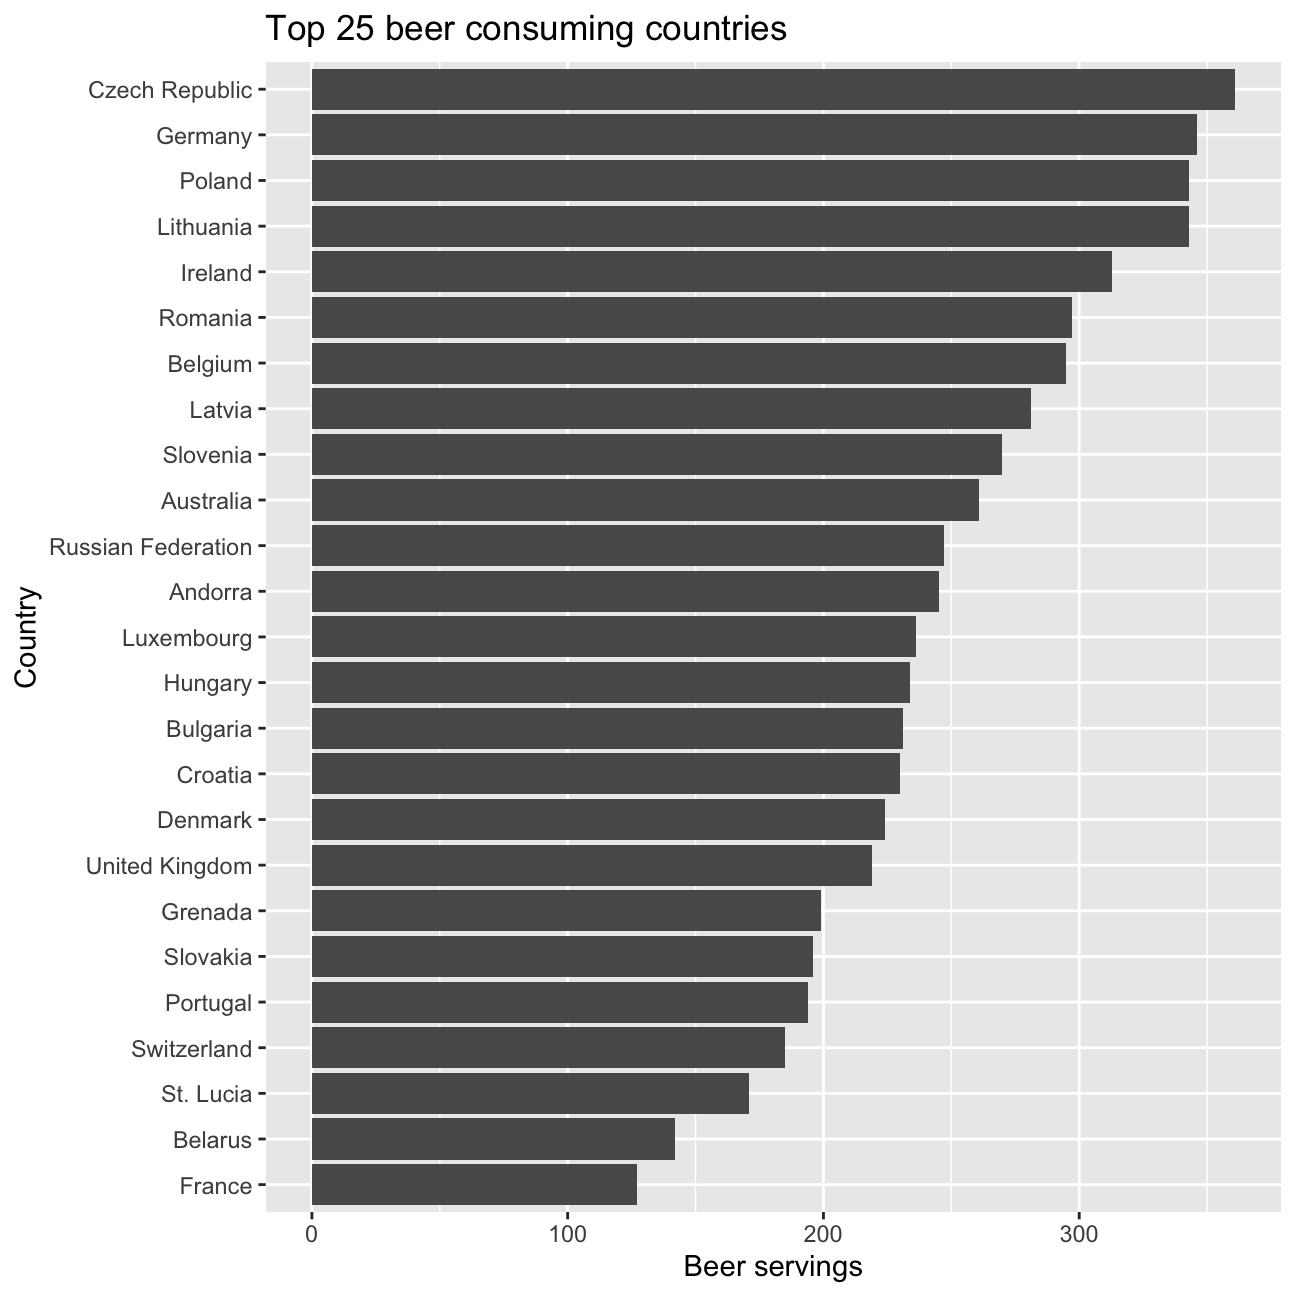 Top 25 beer consuming countries
Czech Republic
Germany
Poland
Lithuania
Ireland
Romania
Belgium
Latvia
Slovenia
Australia
Russian Federation
Andorra
Luxembourg
Hungary
Bulgaria
Croatia
Denmark
United Kingdom
Grenada
Slovakia
Portugal
Switzerland
St. Lucia
Belarus
France
Country
0 100 200 300
Beer servings